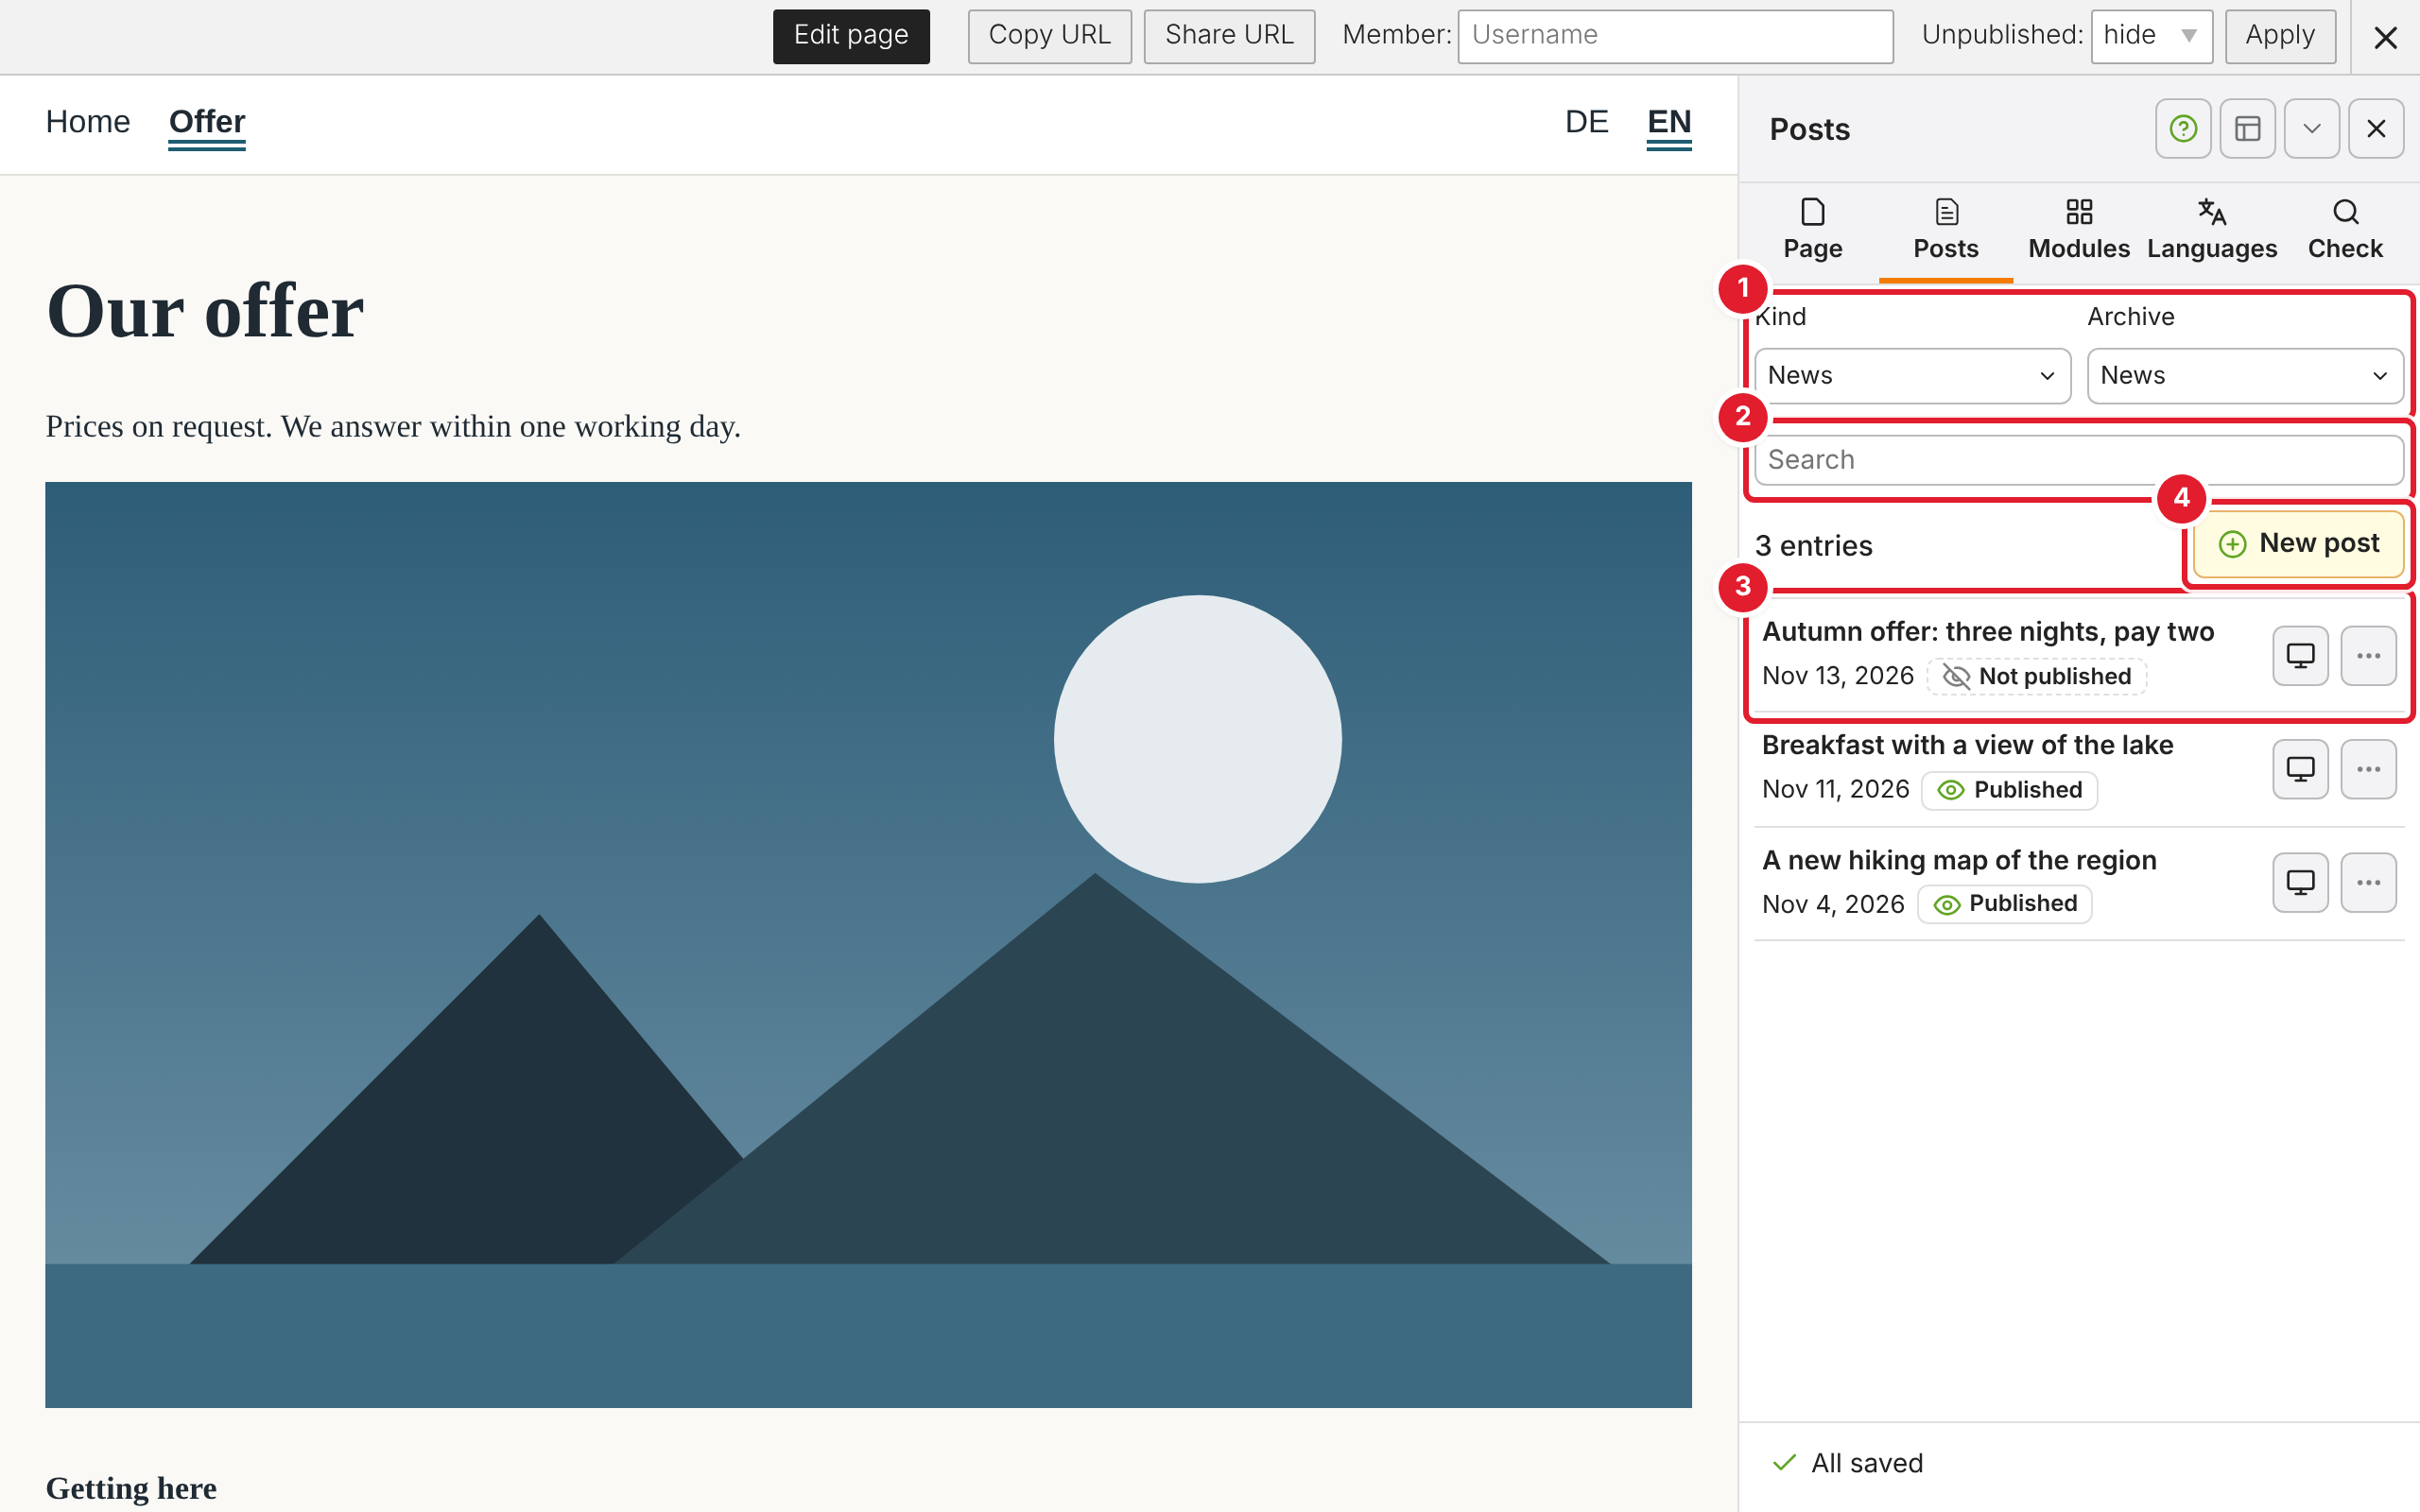 Edit page Copy URL Share URL Member: Username Unpublished: hide Apply
Home Offer DE EN
Posts
Page Posts Modules Languages Check
1
Kind Archive
News News
2
Search
4
3 entries New post
3
Autumn offer: three nights, pay two
Nov 13, 2026 Not published
Breakfast with a view of the lake
Nov 11, 2026 Published
A new hiking map of the region
Nov 4, 2026 Published
All saved
Our offer
Prices on request. We answer within one working day.
Getting here